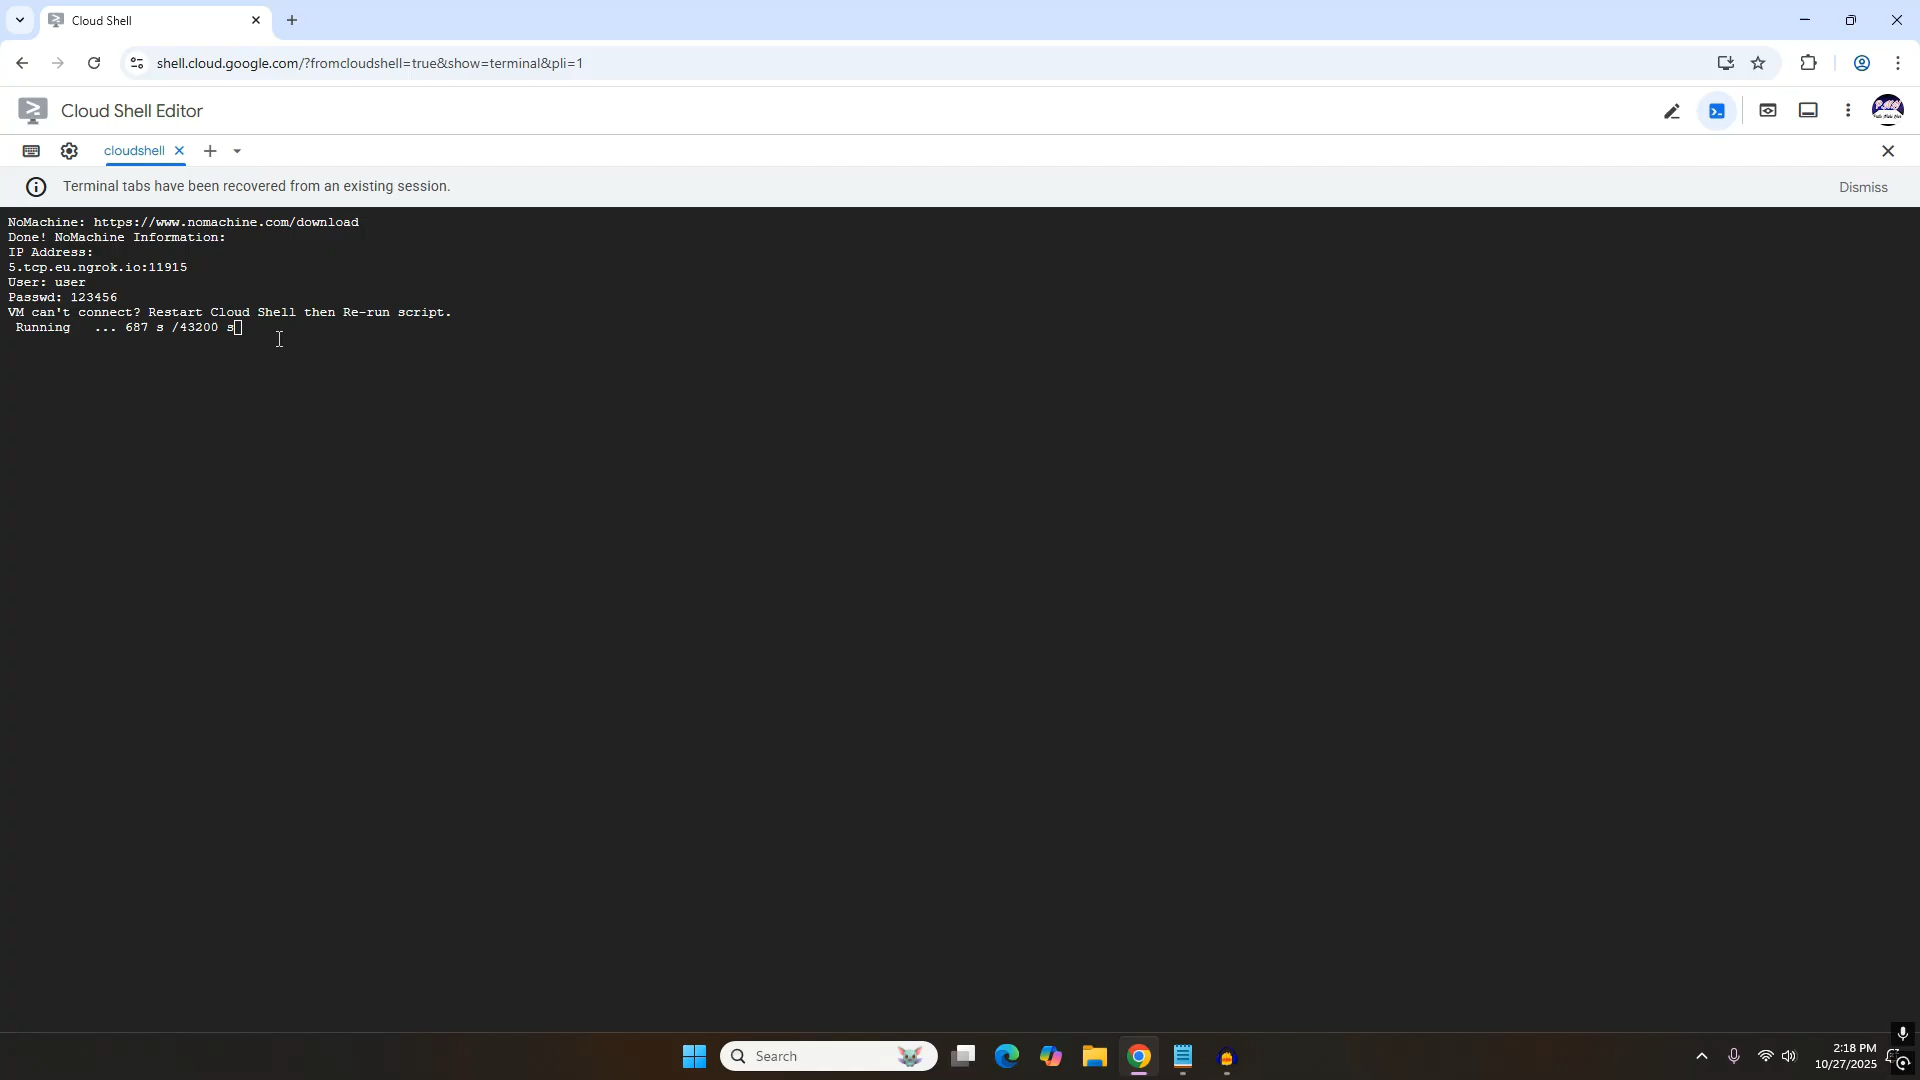 Cloud Shell
shell.cloud.google.com/?fromcloudshell=true&show=terminal&pli=1
Cloud Shell Editor
cloudshell
Terminal tabs have been recovered from an existing session.
Dismiss
NoMachine: https://www.nomachine.com/download
Done! NoMachine Information:
IP Address:
5.tcp.eu.ngrok.io:11915
User: user
Passwd: 123456
VM can't connect? Restart Cloud Shell then Re-run script.
Running   ... 687 s /43200 s
Search
2:18 PM
10/27/2025